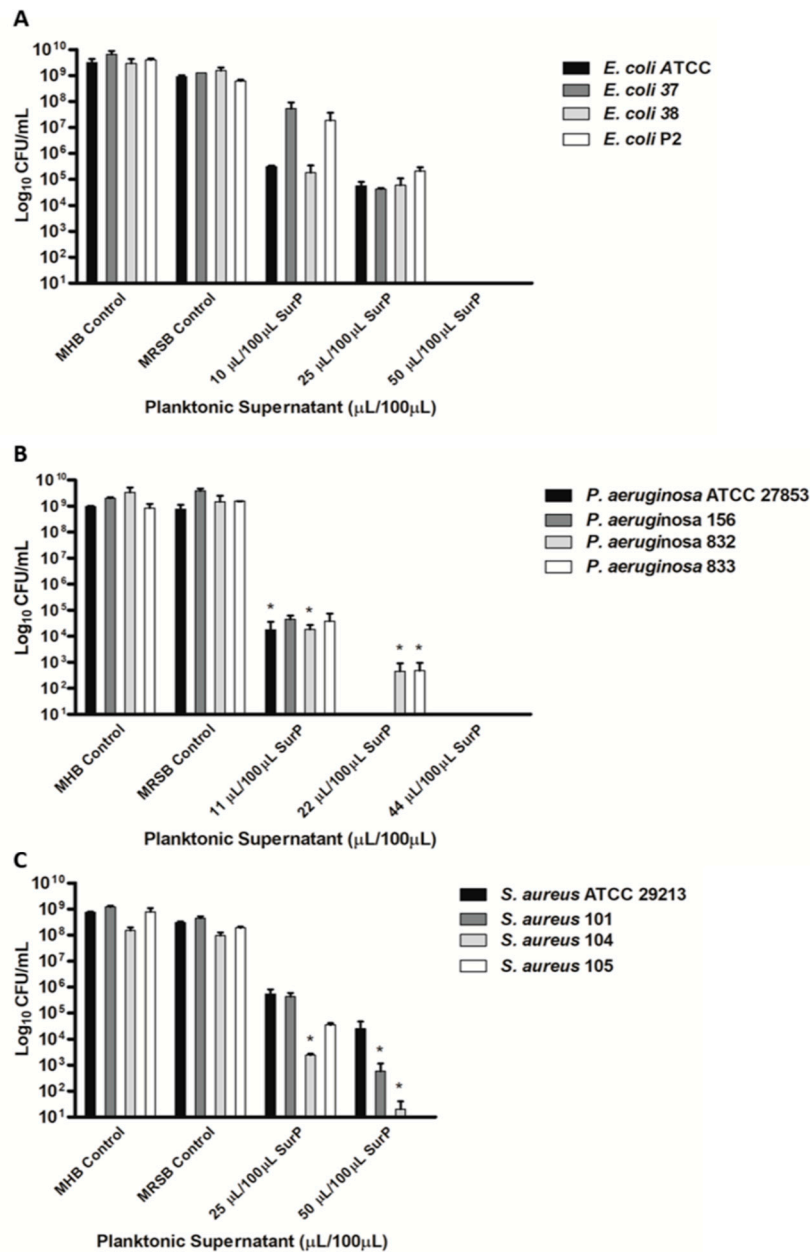 A
Log10 CFU/mL
10^10
10^9
10^8
10^7
10^6
10^5
10^4
10^3
10^2
10^1
MHB Control
MRSB Control
10 µL/100µL SurP
25 µL/100µL SurP
50 µL/100µL SurP
Planktonic Supernatant (µL/100µL)
E. coli ATCC
E. coli 37
E. coli 38
E. coli P2
B
Log10 CFU/mL
10^10
10^9
10^8
10^7
10^6
10^5
10^4
10^3
10^2
10^1
* *
* *
MHB Control
MRSB Control
11 µL/100µL SurP
22 µL/100µL SurP
44 µL/100µL SurP
Planktonic Supernatant (µL/100µL)
P. aeruginosa ATCC 27853
P. aeruginosa 156
P. aeruginosa 832
P. aeruginosa 833
C
Log10 CFU/mL
10^10
10^9
10^8
10^7
10^6
10^5
10^4
10^3
10^2
10^1
*
*
*
MHB Control
MRSB Control
25 µL/100µL SurP
50 µL/100µL SurP
Planktonic Supernatant (µL/100µL)
S. aureus ATCC 29213
S. aureus 101
S. aureus 104
S. aureus 105